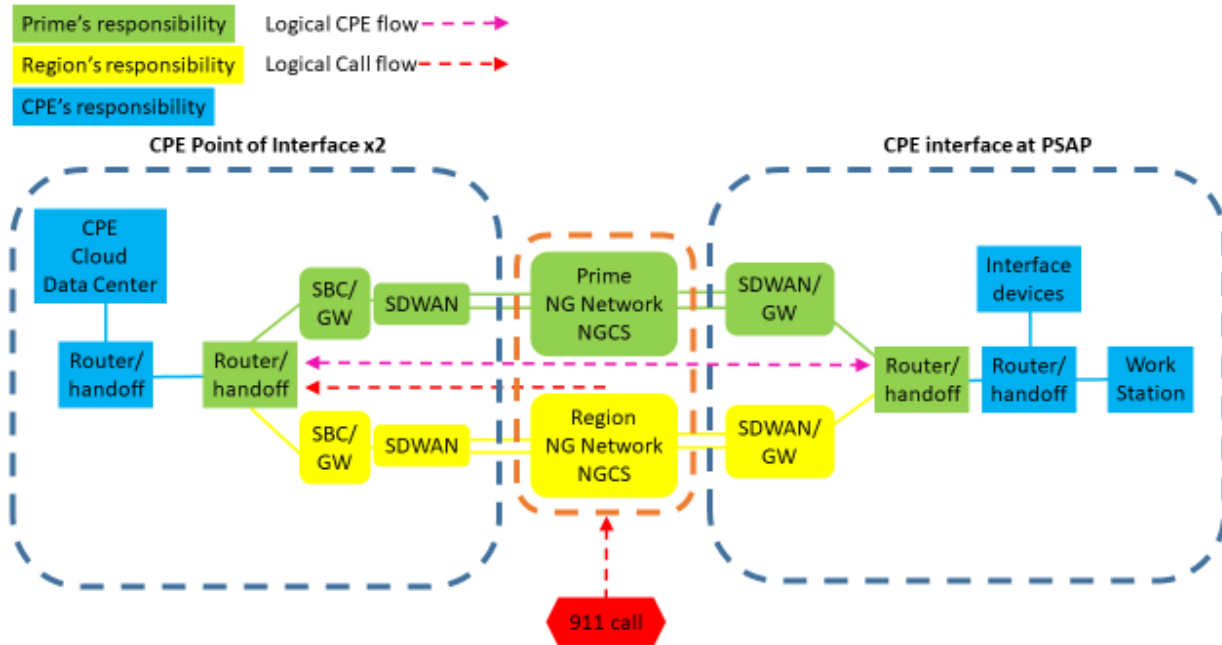 Prime's responsibility
Logical CPE flow
Region's responsibility
Logical Call flow
CPE's responsibility
CPE Point of Interface x2
CPE interface at PSAP
CPE
Cloud
Data Center
SBC/
GW
SDWAN
Prime
NG Network
NGCS
SDWAN/
GW
Interface
devices
Router/
handoff
Router/
handoff
Router/
handoff
Router/
handoff
Work
Station
SBC/
GW
SDWAN
Region
NG Network
NGCS
SDWAN/
GW
911 call